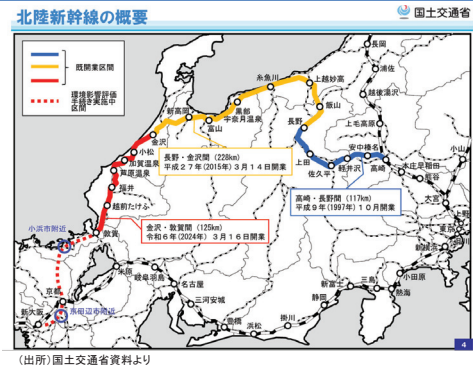 北陸新幹線の概要
国土交通省
既開業区間
環境影響評価
手続き実施中
区間
長岡
浦佐
越後湯沢
上毛高原
糸魚川
上越妙高
黒部
宇奈月温泉
飯山
新高岡
富山
長野
金沢
小松
加賀温泉
芦原温泉
福井
越前たけふ
敦賀
上田
佐久平
軽井沢
安中榛名
高崎
本庄早稲田
熊谷
大宮
東京
長野・金沢間(228km)
平成27年(2015年)3月14日開業
高崎・長野間(117km)
平成9年(1997年)10月開業
金沢・敦賀間(125km)
令和6年(2024年)3月16日開業
小浜市附近
京都
京田辺市附近
新大阪
米原
岐阜羽島
名古屋
三河安城
豊橋
浜松
掛川
静岡
新富士
三島
熱海
小田原
新横浜
品川
4
(出所)国土交通省資料より